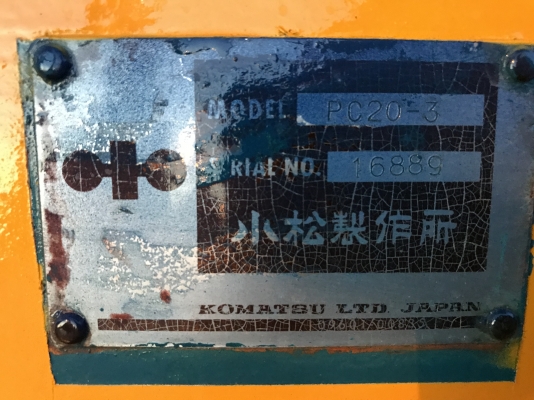 MODEL PC20-3
SERIAL NO. 16889
小松製作所
KOMATSU LTD. JAPAN